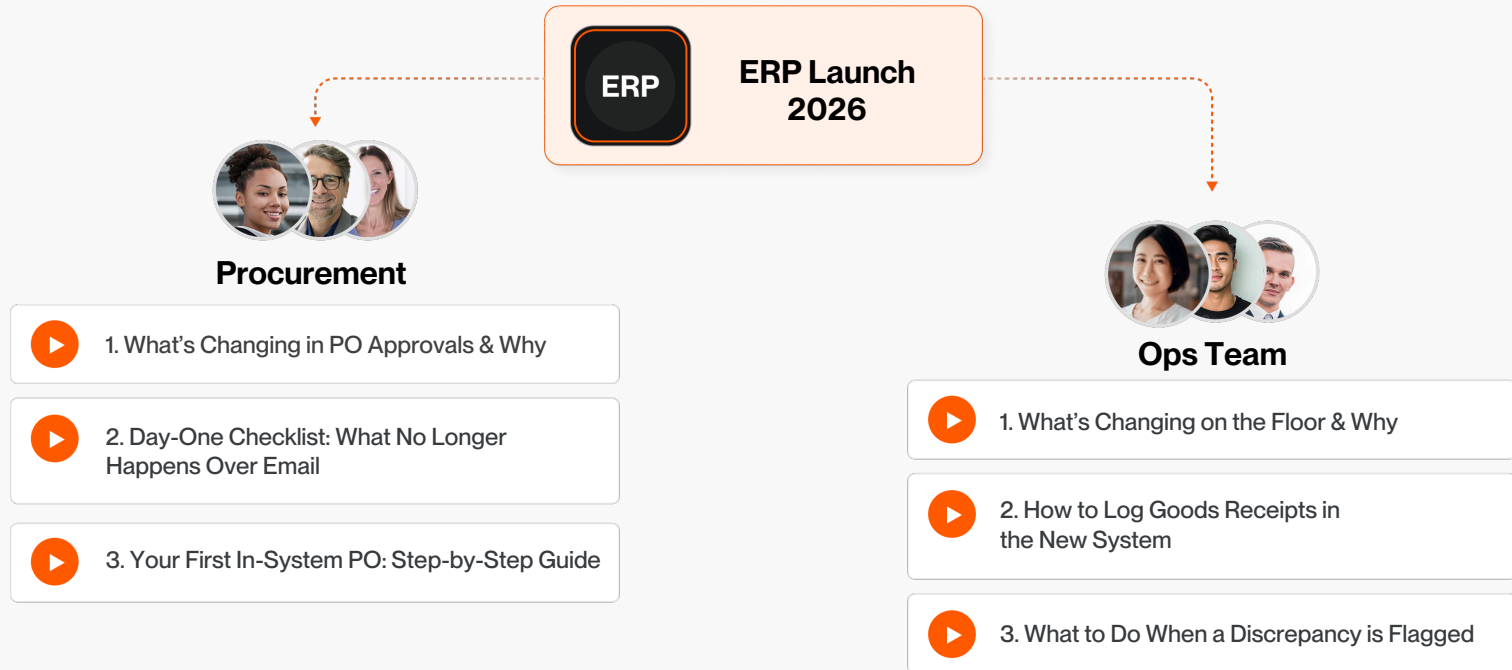 ERP
ERP Launch
2026
Procurement
1. What’s Changing in PO Approvals & Why
2. Day-One Checklist: What No Longer
Happens Over Email
3. Your First In-System PO: Step-by-Step Guide
Ops Team
1. What’s Changing on the Floor & Why
2. How to Log Goods Receipts in
the New System
3. What to Do When a Discrepancy is Flagged